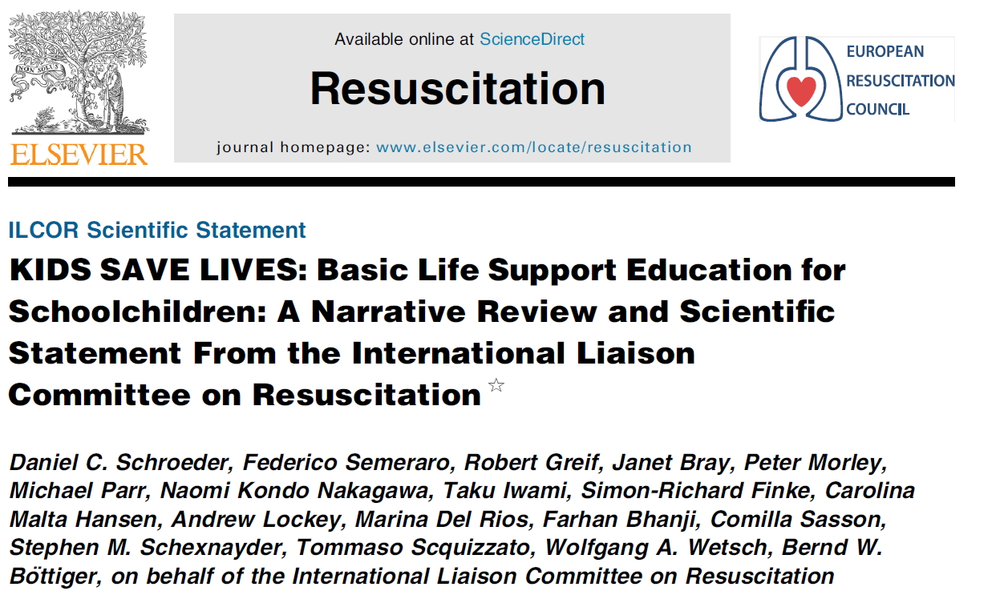 NON SOLUS
ELSEVIER
Available online at ScienceDirect
Resuscitation
journal homepage: www.elsevier.com/locate/resuscitation
EUROPEAN
RESUSCITATION
COUNCIL
ILCOR Scientific Statement
KIDS SAVE LIVES: Basic Life Support Education for
Schoolchildren: A Narrative Review and Scientific
Statement From the International Liaison
Committee on Resuscitation ☆
Daniel C. Schroeder, Federico Semeraro, Robert Greif, Janet Bray, Peter Morley,
Michael Parr, Naomi Kondo Nakagawa, Taku Iwami, Simon-Richard Finke, Carolina
Malta Hansen, Andrew Lockey, Marina Del Rios, Farhan Bhanji, Comilla Sasson,
Stephen M. Schexnayder, Tommaso Scquizzato, Wolfgang A. Wetsch, Bernd W.
Böttiger, on behalf of the International Liaison Committee on Resuscitation